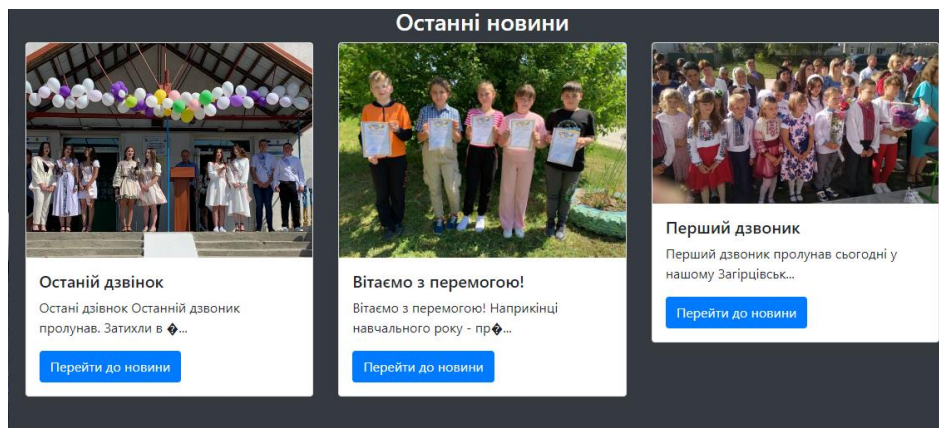 Останні новини
Останій дзвінок
Остані дзівнок Останній дзвоник
пролунав. Затихли в �...
Перейти до новини
Вітаємо з перемогою!
Вітаємо з перемогою! Наприкінці
навчального року - пр�...
Перейти до новини
Перший дзвоник
Перший дзвоник пролунав сьогодні у
нашому Загірцівськ...
Перейти до новини